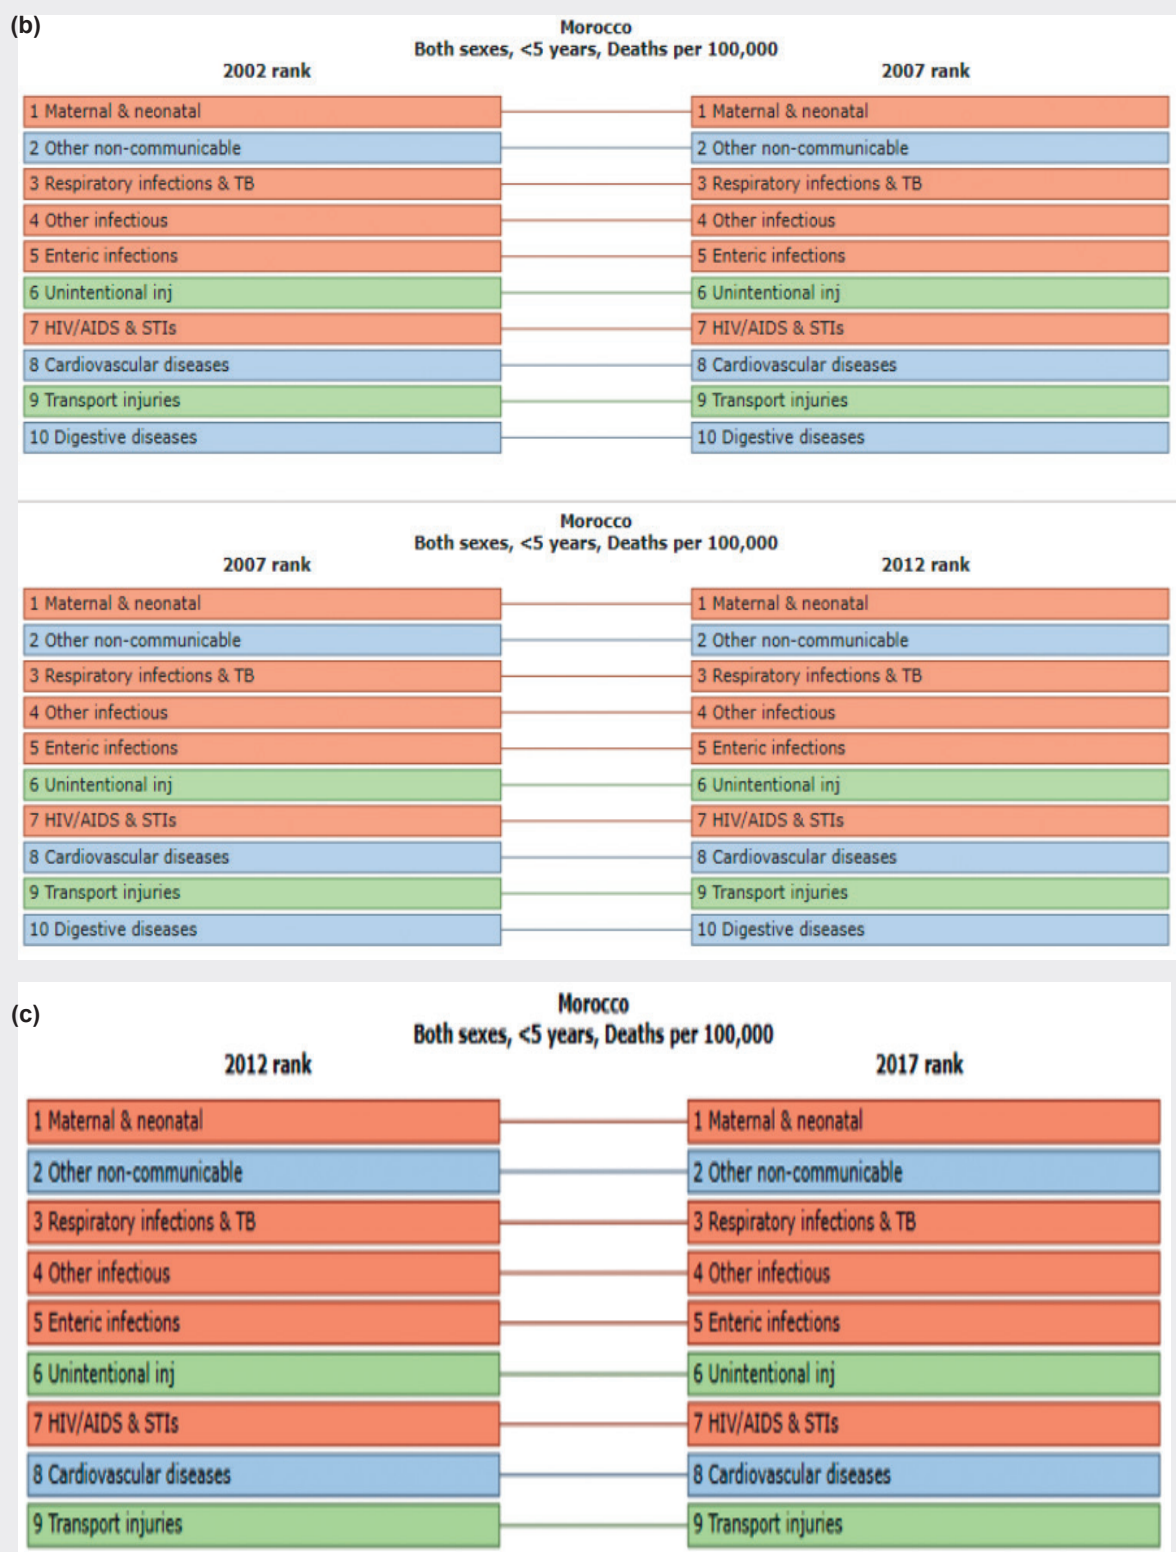 (b)
Morocco
Both sexes, <5 years, Deaths per 100,000
2002 rank 2007 rank
1 Maternal & neonatal 1 Maternal & neonatal
2 Other non-communicable 2 Other non-communicable
3 Respiratory infections & TB 3 Respiratory infections & TB
4 Other infectious 4 Other infectious
5 Enteric infections 5 Enteric infections
6 Unintentional inj 6 Unintentional inj
7 HIV/AIDS & STIs 7 HIV/AIDS & STIs
8 Cardiovascular diseases 8 Cardiovascular diseases
9 Transport injuries 9 Transport injuries
10 Digestive diseases 10 Digestive diseases
Morocco
Both sexes, <5 years, Deaths per 100,000
2007 rank 2012 rank
1 Maternal & neonatal 1 Maternal & neonatal
2 Other non-communicable 2 Other non-communicable
3 Respiratory infections & TB 3 Respiratory infections & TB
4 Other infectious 4 Other infectious
5 Enteric infections 5 Enteric infections
6 Unintentional inj 6 Unintentional inj
7 HIV/AIDS & STIs 7 HIV/AIDS & STIs
8 Cardiovascular diseases 8 Cardiovascular diseases
9 Transport injuries 9 Transport injuries
10 Digestive diseases 10 Digestive diseases
(c)
Morocco
Both sexes, <5 years, Deaths per 100,000
2012 rank 2017 rank
1 Maternal & neonatal 1 Maternal & neonatal
2 Other non-communicable 2 Other non-communicable
3 Respiratory infections & TB 3 Respiratory infections & TB
4 Other infectious 4 Other infectious
5 Enteric infections 5 Enteric infections
6 Unintentional inj 6 Unintentional inj
7 HIV/AIDS & STIs 7 HIV/AIDS & STIs
8 Cardiovascular diseases 8 Cardiovascular diseases
9 Transport injuries 9 Transport injuries